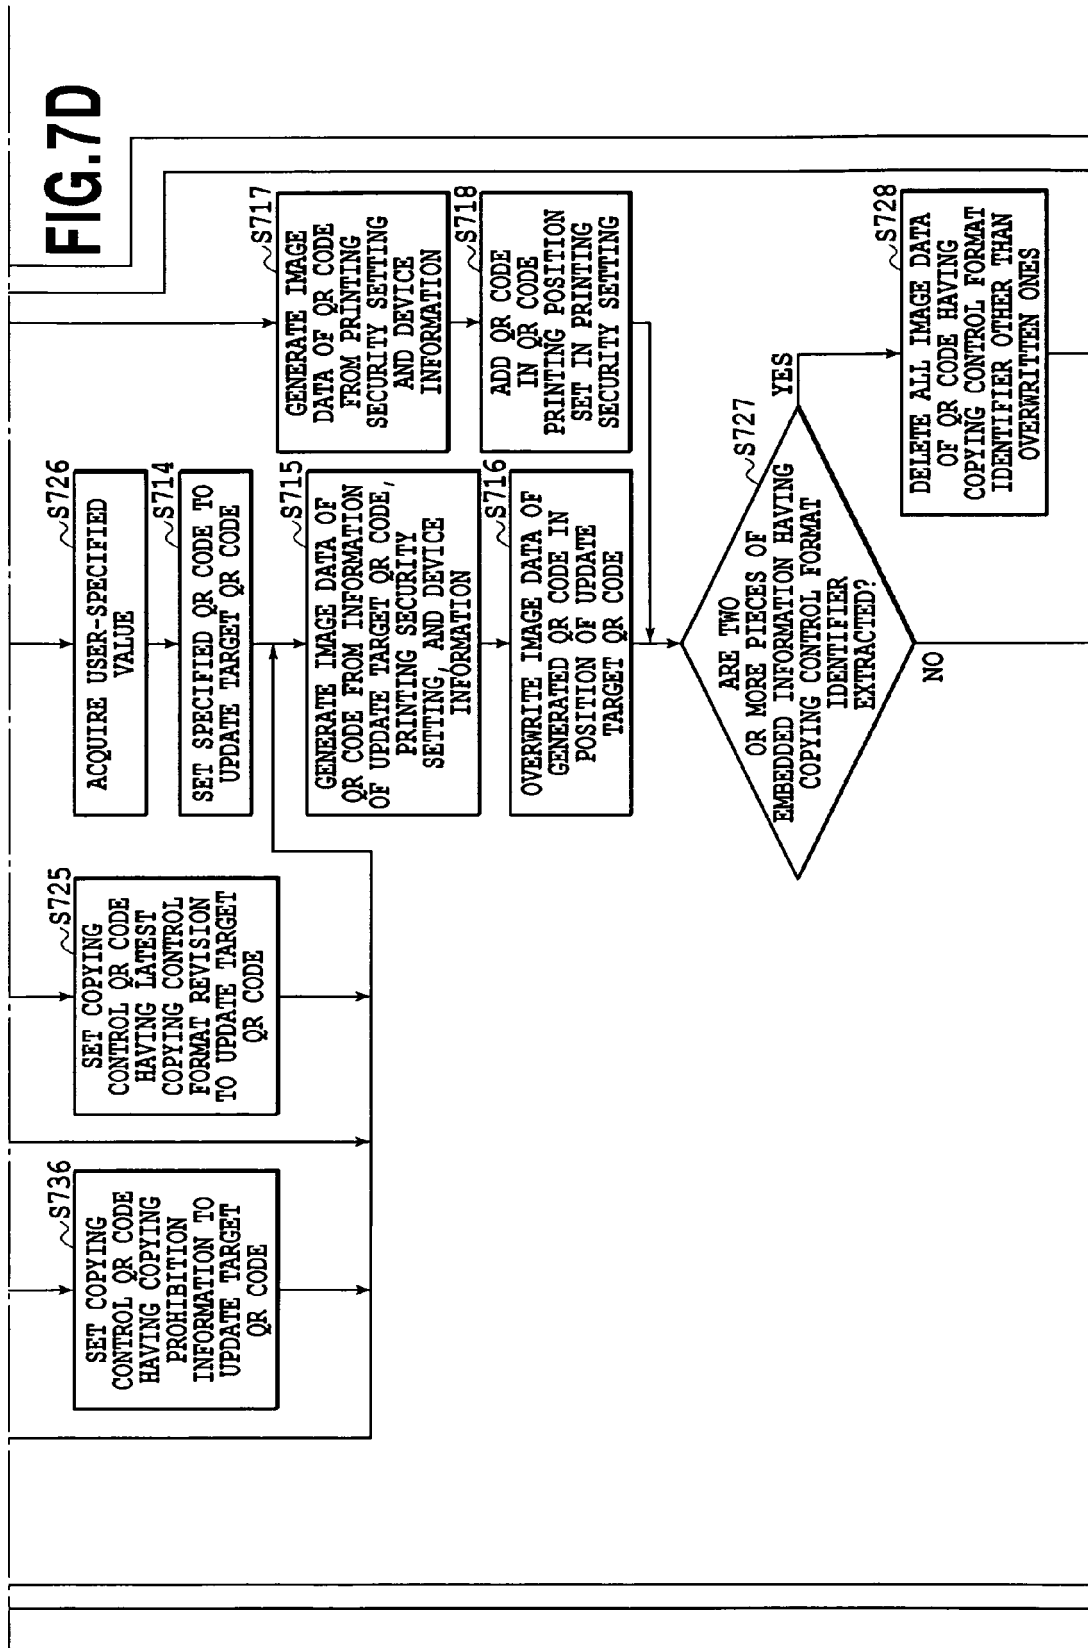 FIG.7D
S736
SET COPYING
CONTROL QR CODE
HAVING COPYING
PROHIBITION
INFORMATION TO
UPDATE TARGET
QR CODE
S725
SET COPYING
CONTROL QR CODE
HAVING LATEST
COPYING CONTROL
FORMAT REVISION
TO UPDATE TARGET
QR CODE
S726
ACQUIRE USER-SPECIFIED
VALUE
S714
SET SPECIFIED QR CODE TO
UPDATE TARGET QR CODE
S715
GENERATE IMAGE DATA OF
QR CODE FROM INFORMATION
OF UPDATE TARGET QR CODE,
PRINTING SECURITY
SETTING, AND DEVICE
INFORMATION
S716
OVERWRITE IMAGE DATA OF
GENERATED QR CODE IN
POSITION OF UPDATE
TARGET QR CODE
S717
GENERATE IMAGE
DATA OF QR CODE
FROM PRINTING
SECURITY SETTING
AND DEVICE
INFORMATION
S718
ADD QR CODE
IN QR CODE
PRINTING POSITION
SET IN PRINTING
SECURITY SETTING
S727
ARE TWO
OR MORE PIECES OF
EMBEDDED INFORMATION HAVING
COPYING CONTROL FORMAT
IDENTIFIER
EXTRACTED?
YES
NO
S728
DELETE ALL IMAGE DATA
OF QR CODE HAVING
COPYING CONTROL FORMAT
IDENTIFIER OTHER THAN
OVERWRITTEN ONES